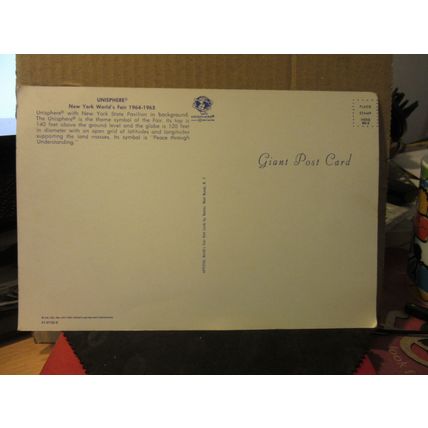 UNISPHERE®
New York World's Fair 1964-1965
Unisphere® with New York State Pavilion in background.
The Unisphere® is the theme symbol of the Fair. Its top is
140 feet above the ground level and the globe is 120 feet
in diameter with an open grid of latitudes and longitudes
supporting the land masses. Its symbol is "Peace through
Understanding."
PLACE
STAMP
HERE
Giant Post Card